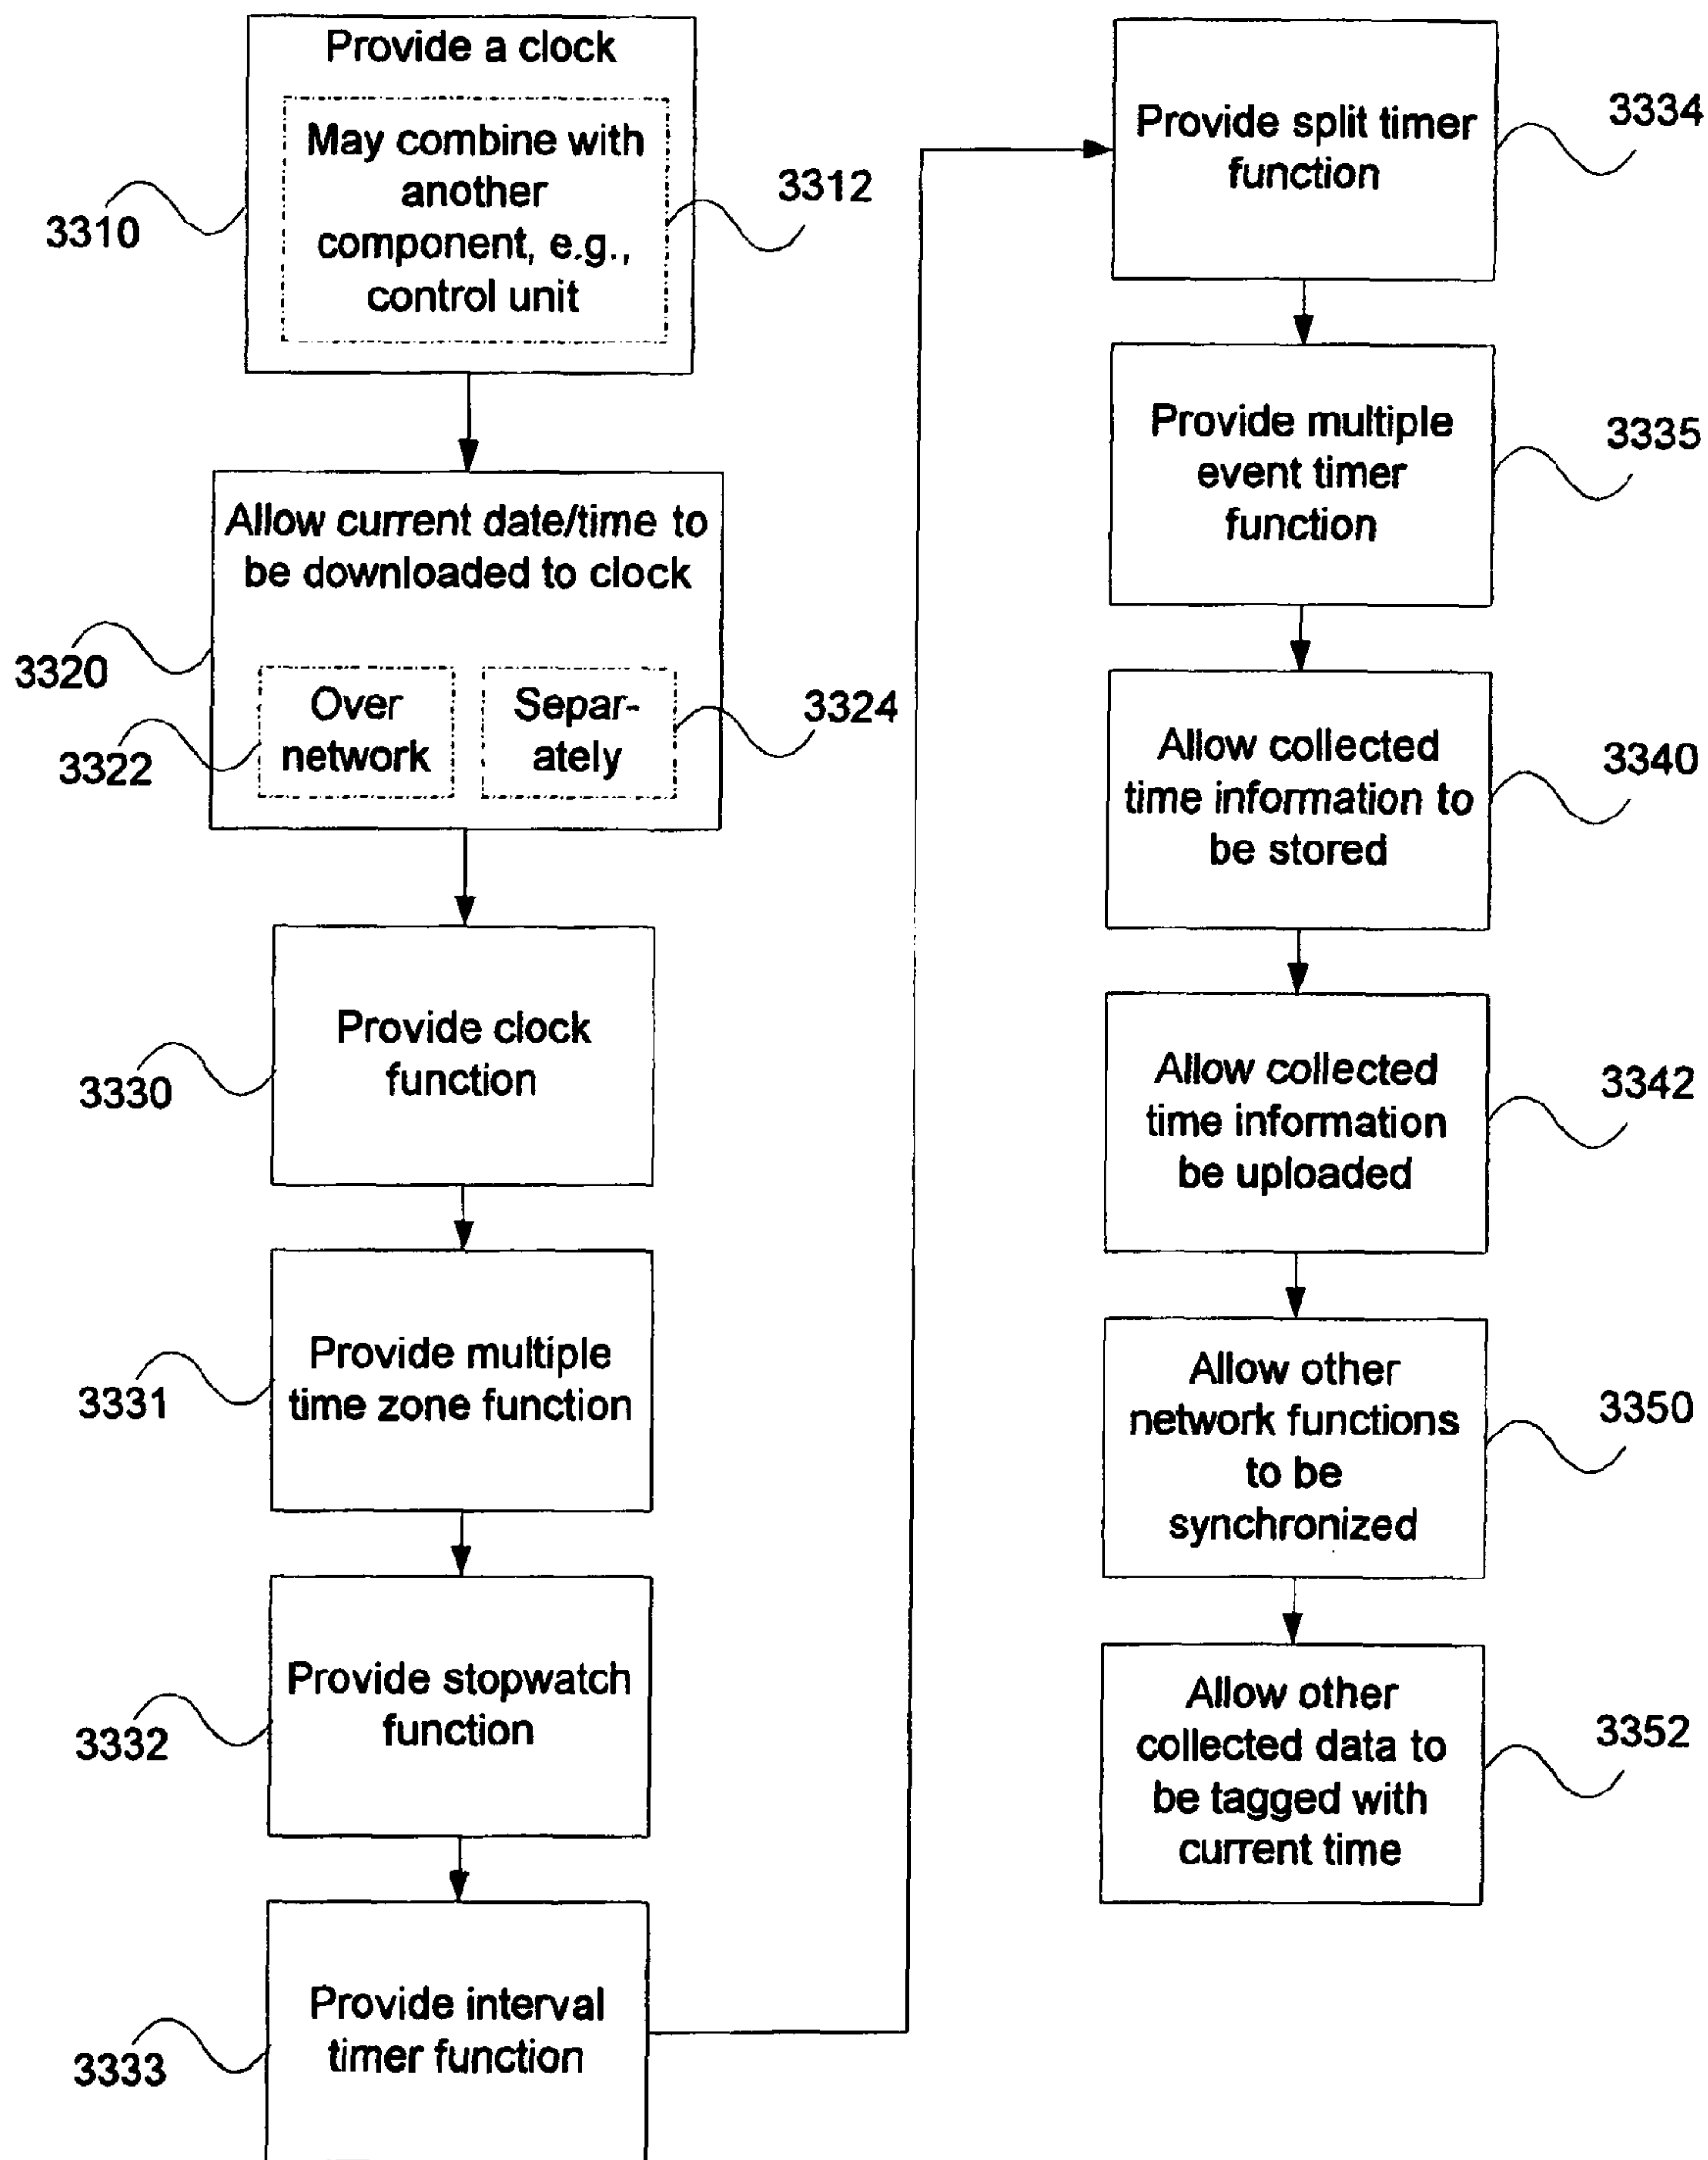 Provide a clock
May combine with
another
component, e.g.,
control unit
3310
3312
Allow current date/time to
be downloaded to clock
3320
Over
network
3322
Separ-
ately
3324
Provide clock
function
3330
Provide multiple
time zone function
3331
Provide stopwatch
function
3332
Provide interval
timer function
3333
Provide split timer
function
3334
Provide multiple
event timer
function
3335
Allow collected
time information to
be stored
3340
Allow collected
time information
be uploaded
3342
Allow other
network functions
to be
synchronized
3350
Allow other
collected data to
be tagged with
current time
3352